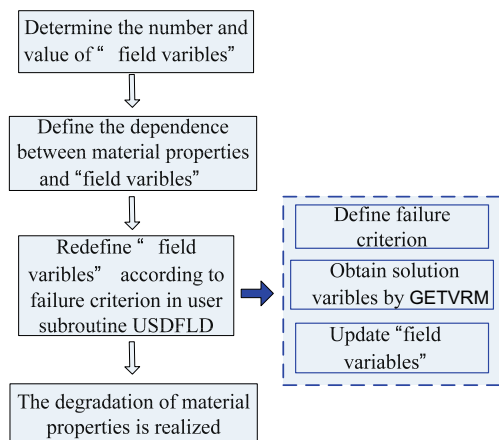 Determine the number and
value of“ field varibles”
Define the dependence
between material properties
and “field varibles”
Redefine “ field
varibles” according to
failure criterion in user
subroutine USDFLD
The degradation of material
properties is realized
Define failure
criterion
Obtain solution
varibles by GETVRM
Update “field
variables”